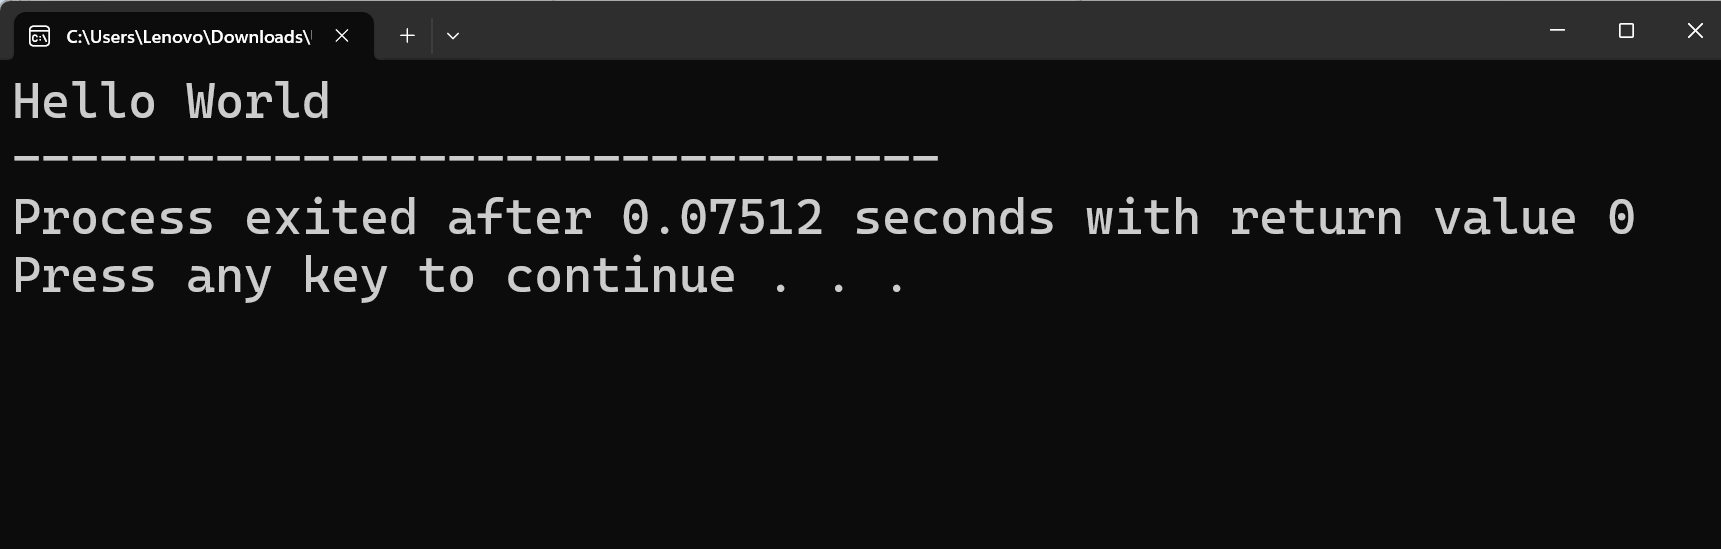 C:\Users\Lenovo\Downloads\
Hello World
--------------------------------
Process exited after 0.07512 seconds with return value 0
Press any key to continue . . .